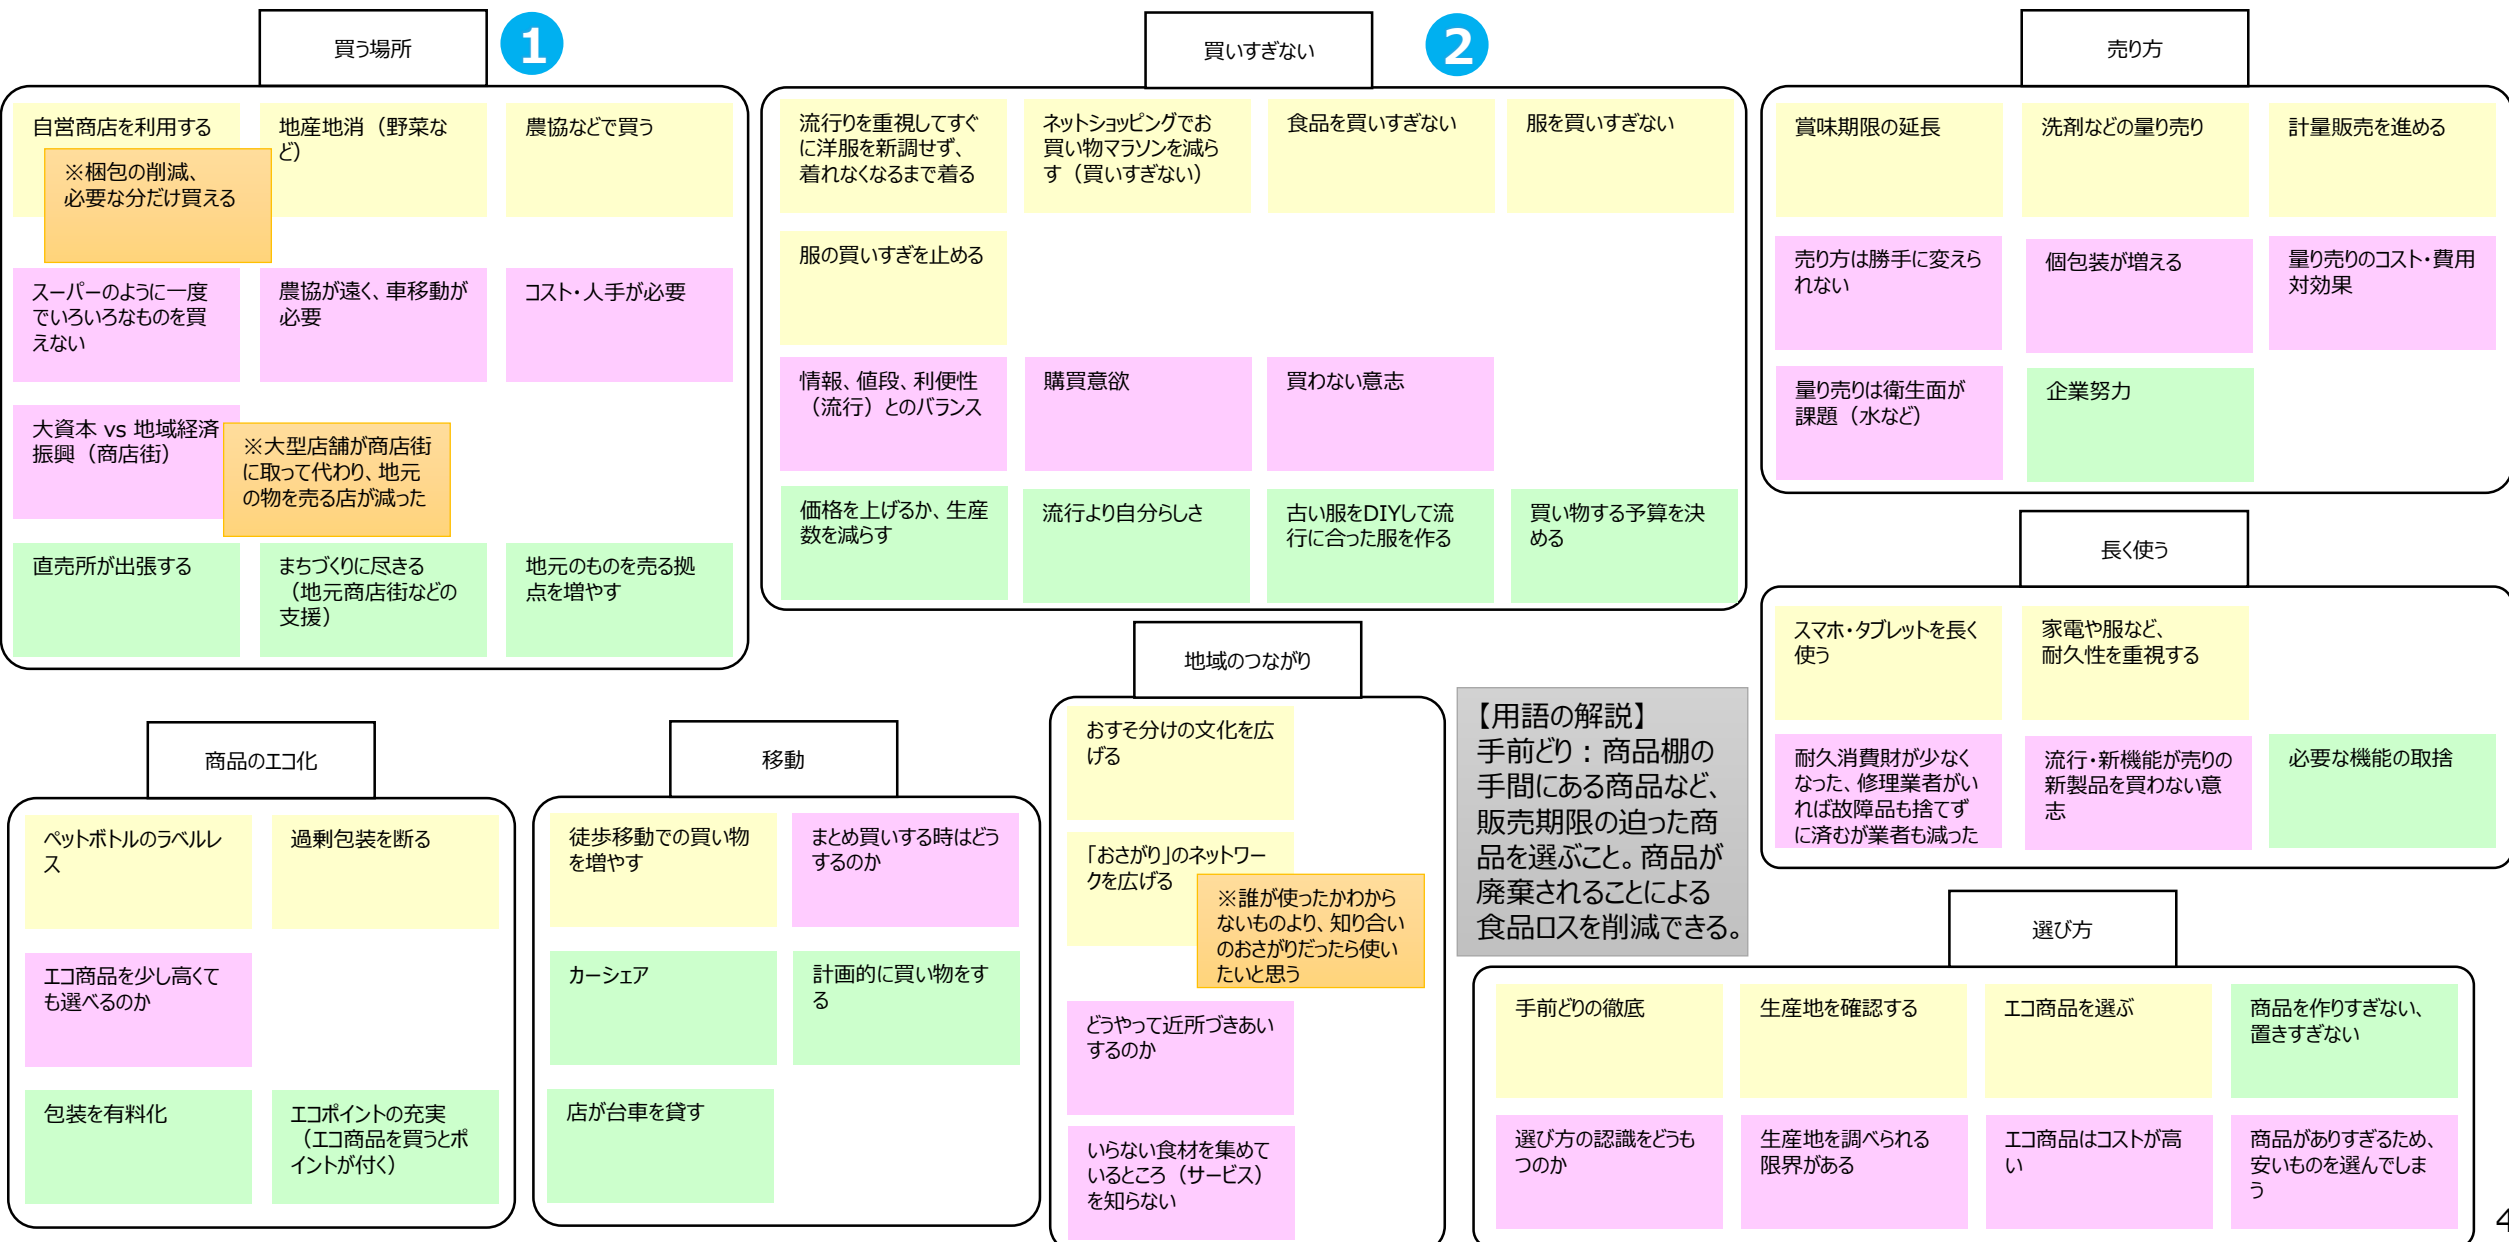 買う場所
1
自営商店を利用する
※梱包の削減、
必要な分だけ買える
地産地消（野菜な
ど）
農協などで買う
スーパーのように一度
でいろいろなものを買
えない
農協が遠く、車移動が
必要
コスト・人手が必要
大資本 vs 地域経済
振興（商店街）
※大型店舗が商店街
に取って代わり、地元
の物を売る店が減った
直売所が出張する
まちづくりに尽きる
（地元商店街などの
支援）
地元のものを売る拠
点を増やす
買いすぎない
2
流行りを重視してすぐ
に洋服を新調せず、
着れなくなるまで着る
ネットショッピングでお
買い物マラソンを減ら
す（買いすぎない）
食品を買いすぎない
服を買いすぎない
服の買いすぎを止める
情報、値段、利便性
（流行）とのバランス
購買意欲
買わない意志
価格を上げるか、生産
数を減らす
流行より自分らしさ
古い服をDIYして流
行に合った服を作る
買い物する予算を決
める
売り方
賞味期限の延長
洗剤などの量り売り
計量販売を進める
売り方は勝手に変えら
れない
個包装が増える
量り売りのコスト・費用
対効果
量り売りは衛生面が
課題（水など）
企業努力
長く使う
スマホ・タブレットを長く
使う
家電や服など、
耐久性を重視する
耐久消費財が少なく
なった、修理業者がい
れば故障品も捨てず
に済むが業者も減った
流行・新機能が売りの
新製品を買わない意
志
必要な機能の取捨
商品のエコ化
ペットボトルのラベルレ
ス
過剰包装を断る
エコ商品を少し高くて
も選べるのか
包装を有料化
エコポイントの充実
（エコ商品を買うとポ
イントが付く）
移動
徒歩移動での買い物
を増やす
まとめ買いする時はどう
するのか
カーシェア
計画的に買い物をす
る
店が台車を貸す
地域のつながり
おすそ分けの文化を広
げる
「おさがり」のネットワー
クを広げる
※誰が使ったかわから
ないものより、知り合い
のおさがりだったら使い
たいと思う
どうやって近所づきあい
するのか
いらない食材を集めて
いるところ（サービス）
を知らない
【用語の解説】
手前どり：商品棚の
手間にある商品など、
販売期限の迫った商
品を選ぶこと。商品が
廃棄されることによる
食品ロスを削減できる。
選び方
手前どりの徹底
生産地を確認する
エコ商品を選ぶ
商品を作りすぎない、
置きすぎない
選び方の認識をどうも
つのか
生産地を調べられる
限界がある
エコ商品はコストが高
い
商品がありすぎるため、
安いものを選んでしま
う
4